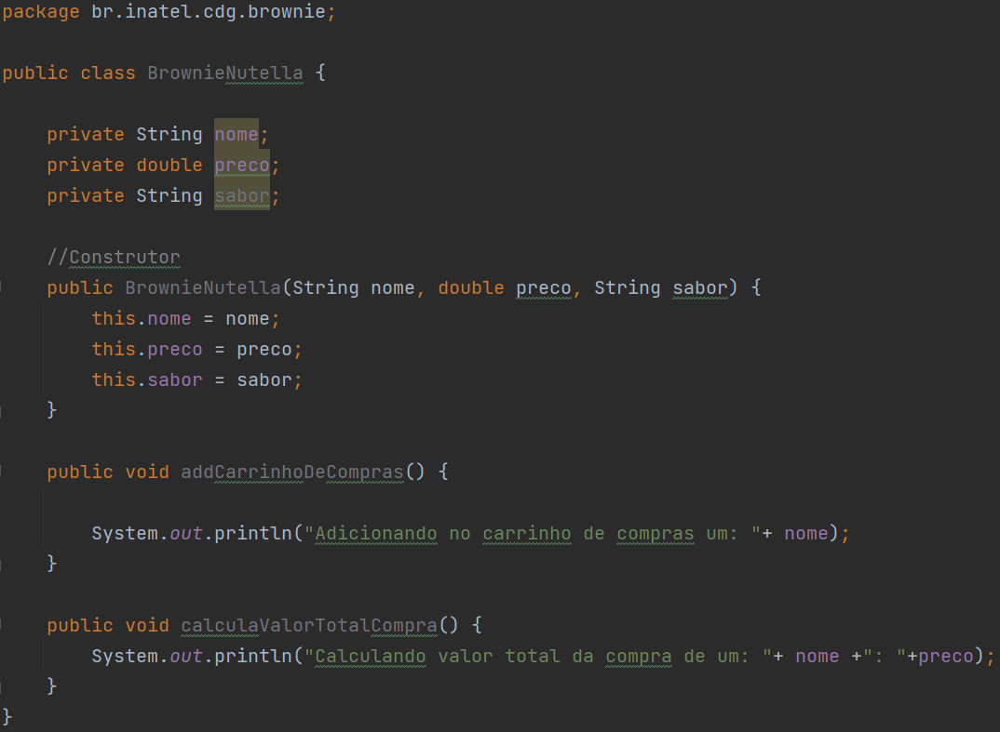 package br.inatel.cdg.brownie;
public class BrownieNutella {
private String nome;
private double preco;
private String sabor;
//Construtor
public BrownieNutella(String nome, double preco, String sabor) {
this.nome = nome;
this.preco = preco;
this.sabor = sabor;
}
public void addCarrinhoDeCompras() {
System.out.println("Adicionando no carrinho de compras um: "+ nome);
}
public void calculaValorTotalCompra() {
System.out.println("Calculando valor total da compra de um: "+ nome +": "+preco);
}
}